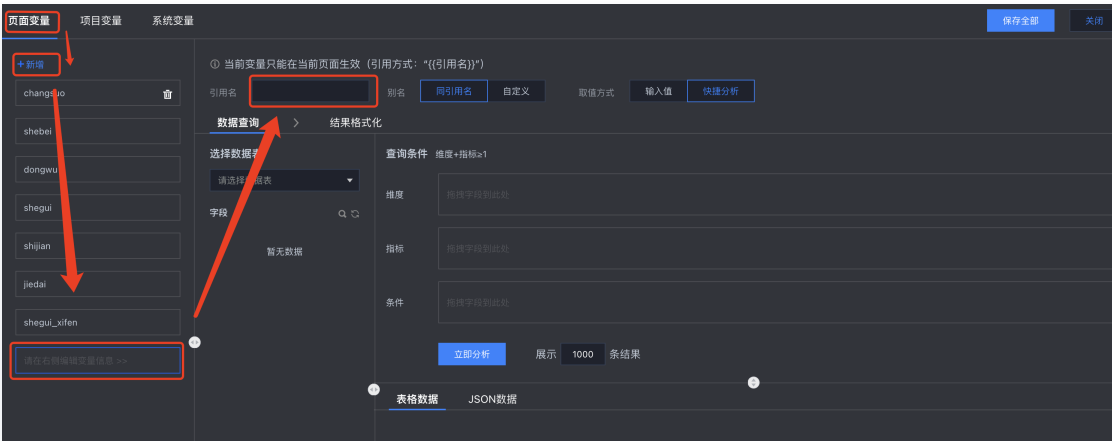 页面变量 项目变量 系统变量 保存全部 关闭
+新增
当前变量只能在当前页面生效（引用方式："{{引用名}}"）
changsuo
引用名 别名 同引用名 自定义 取值方式 输入值 快捷分析
shebei
数据查询 > 结果格式化
选择数据表 查询条件 维度+指标≥1
dongwu
请选择数据表
维度 拖拽字段到此处
shegui
字段
shijian
暂无数据
指标 拖拽字段到此处
jiedai
条件 拖拽字段到此处
shegui_xifen
请在右侧编辑变量信息 >>
立即分析 展示 1000 条结果
表格数据 JSON数据